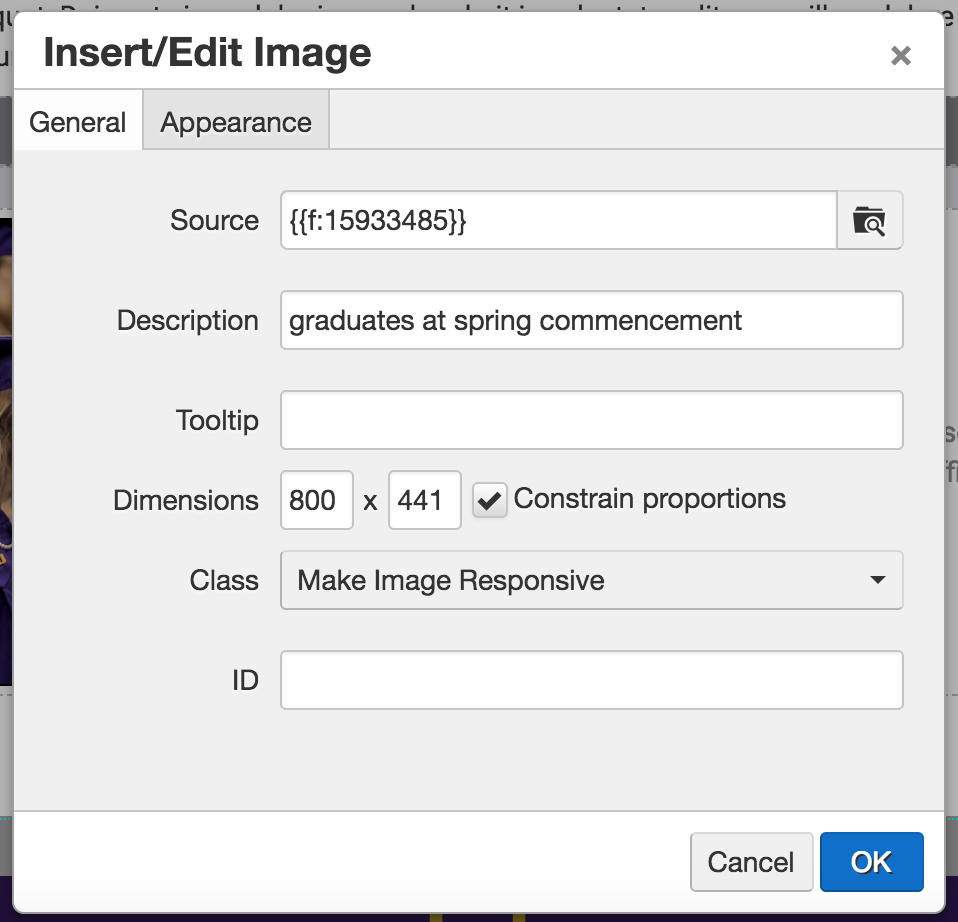 Insert/Edit Image ×
General Appearance
Source {{f:15933485}}
Description graduates at spring commencement
Tooltip
Dimensions 800 x 441 Constrain proportions
Class Make Image Responsive
ID
Cancel OK